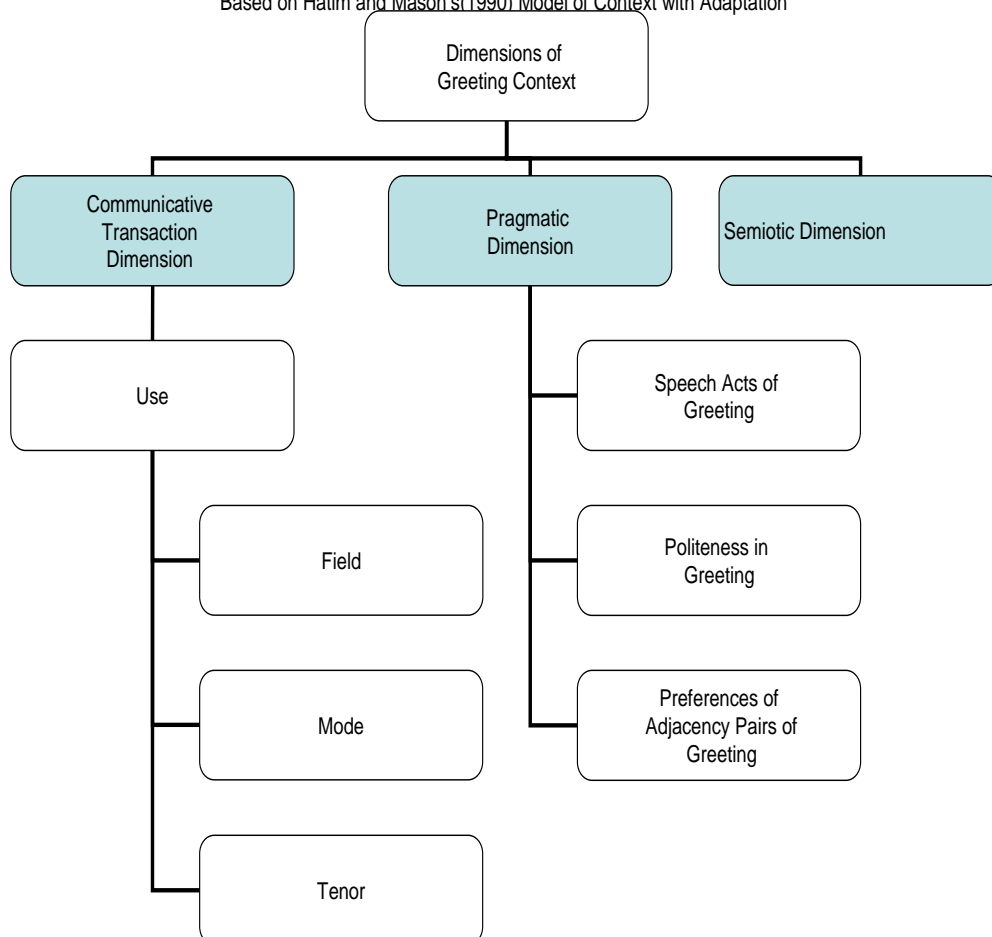 Based on Hatim and Mason's(1990) Model of Context with Adaptation
Dimensions of
Greeting Context
Communicative
Transaction
Dimension
Pragmatic
Dimension
Semiotic Dimension
Use
Speech Acts of
Greeting
Field
Politeness in
Greeting
Mode
Preferences of
Adjacency Pairs of
Greeting
Tenor